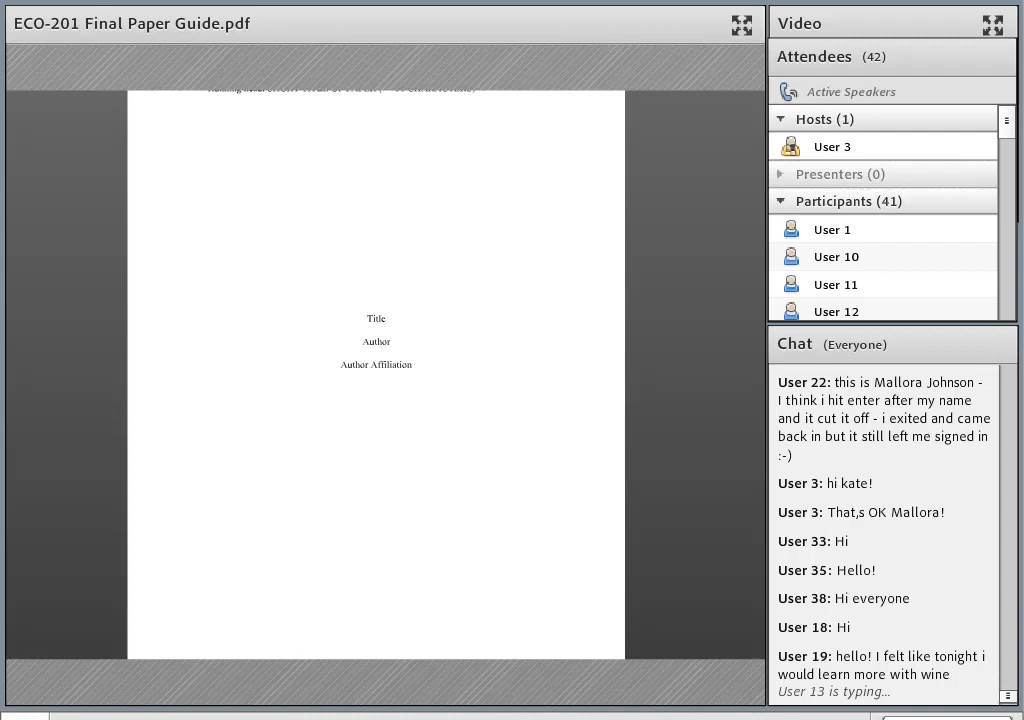 ECO-201 Final Paper Guide.pdf
Title
Author
Author Affiliation
Video
Attendees (42)
Active Speakers
Hosts (1)
User 3
Presenters (0)
Participants (41)
User 1
User 10
User 11
User 12
Chat (Everyone)
User 22: this is Mallora Johnson -
I think i hit enter after my name
and it cut it off - i exited and came
back in but it still left me signed in
:-)
User 3: hi kate!
User 3: That,s OK Mallora!
User 33: Hi
User 35: Hello!
User 38: Hi everyone
User 18: Hi
User 19: hello! I felt like tonight i
would learn more with wine
User 13 is typing...